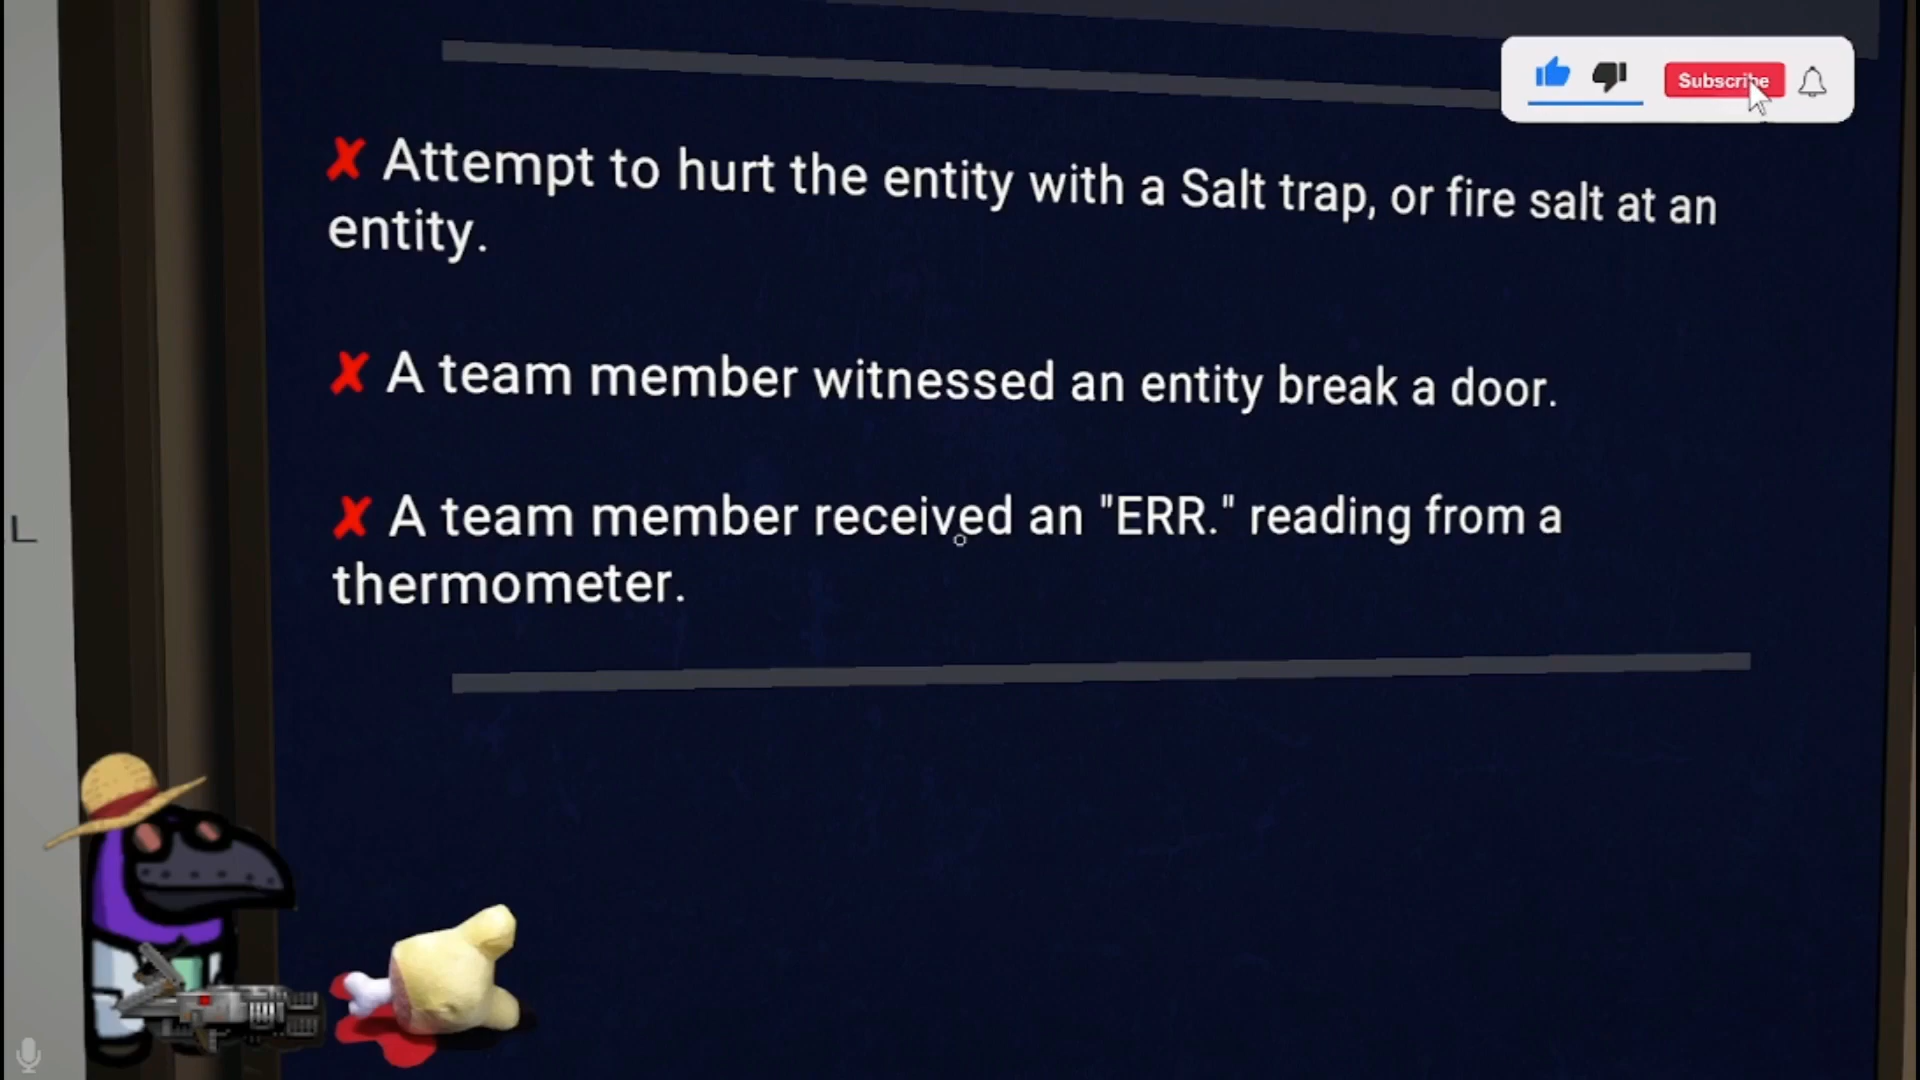 Subscribe
✘ Attempt to hurt the entity with a Salt trap, or fire salt at an
entity.
✘ A team member witnessed an entity break a door.
✘ A team member received an "ERR." reading from a
thermometer.
L